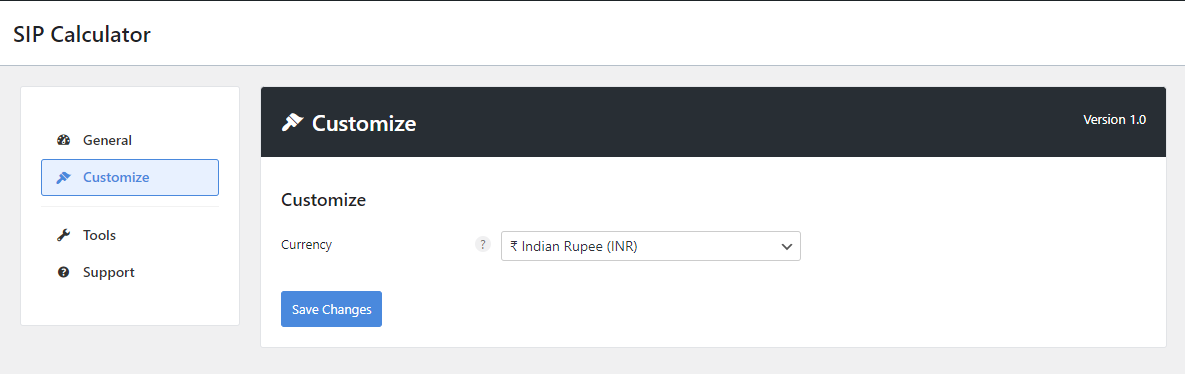 SIP Calculator
General
Customize
Tools
Support
Customize
Version 1.0
Customize
Currency
?
₹ Indian Rupee (INR)
Save Changes